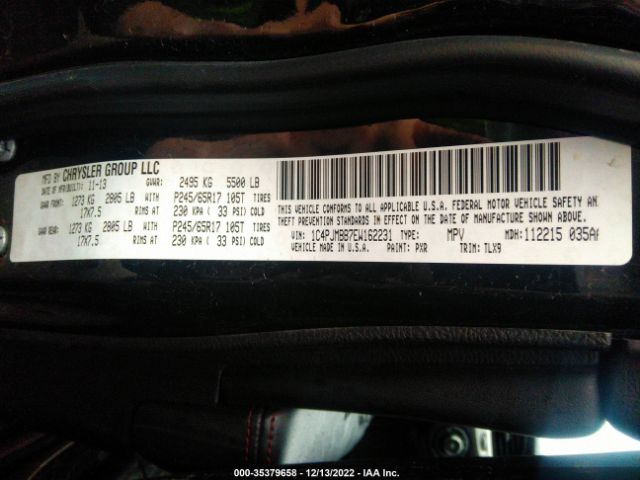 MFD BY CHRYSLER GROUP LLC
DATE OF MFR(BUILT): 11-13 GVWR: 2495 KG 5500 LB
GAWR FRONT: 1273 KG 2805 LB WITH P245/65R17 105T TIRES
17X7.5 RIMS AT 230 KPA ( 33 PSI) COLD
GAWR REAR: 1273 KG 2805 LB WITH P245/65R17 105T TIRES
17X7.5 RIMS AT 230 KPA ( 33 PSI) COLD
THIS VEHICLE CONFORMS TO ALL APPLICABLE U.S.A. FEDERAL MOTOR VEHICLE SAFETY AN
THEFT PREVENTION STANDARDS IN EFFECT ON THE DATE OF MANUFACTURE SHOWN ABOVE.
VIN: 1C4PJMBB7EW162231 TYPE: MPV MDH: 112215 035A
MADE IN U.S.A. PAINT: PXR TRIM: TLX9
000-35379658 - 12/13/2022 - IAA Inc.